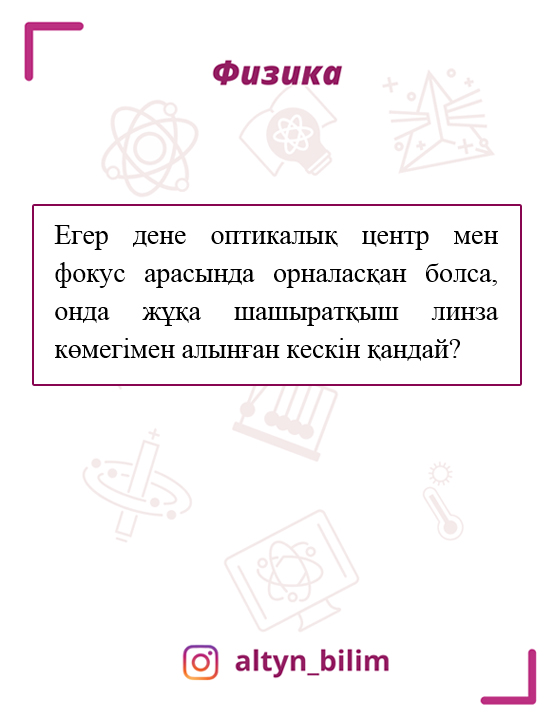 Физика
Егер дене оптикалық центр мен
фокус арасында орналасқан болса,
онда жұқа шашыратқыш линза
көмегімен алынған кескін қандай?
altyn_bilim